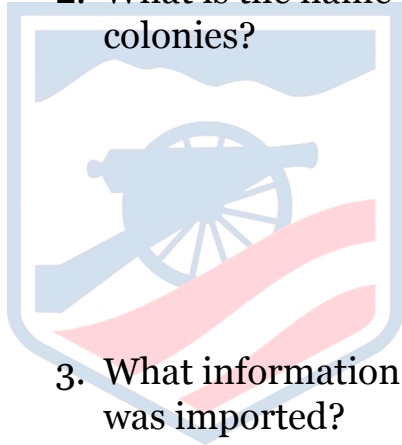 2. What is the name
colonies?
3. What information
was imported?